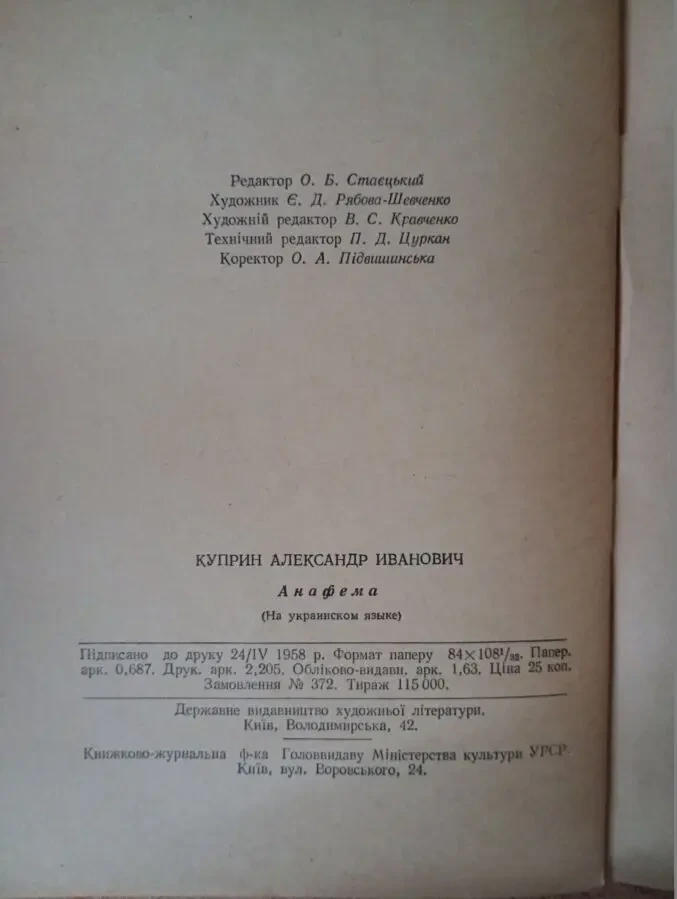 Редактор О. Б. Стаєцький
Художник Є. Д. Рябова-Шевченко
Художній редактор В. С. Кравченко
Технічний редактор П. Д. Цуркан
Коректор О. А. Підвишинська
КУПРИН АЛЕКСАНДР ИВАНОВИЧ
Анафема
(На украинском языке)
Підписано до друку 24/IV 1958 р. Формат паперу 84×108¹/₃₂. Папер.
арк. 0,687. Друк. арк. 2,205. Обліково-видавн. арк. 1,63. Ціна 25 коп.
Замовлення № 372. Тираж 115 000.
Державне видавництво художньої літератури.
Київ, Володимирська, 42.
Книжково-журнальна ф-ка Головвидаву Міністерства культури УРСР.
Київ, вул. Воровського, 24.